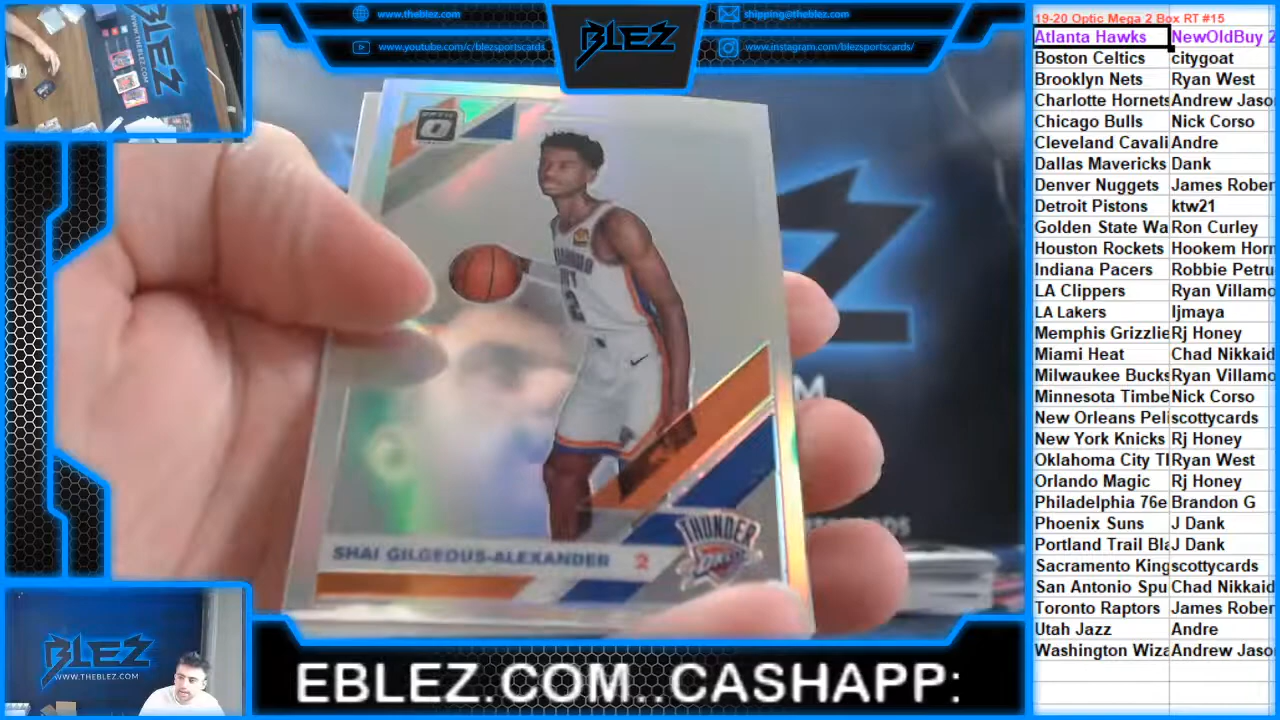 www.theblez.com
shipping@theblez.com
www.youtube.com/c/blezsportscards
www.instagram.com/blezsportscards/
BLEZ
19-20 Optic Mega 2 Box RT #15
Atlanta Hawks NewOldBuy 2
Boston Celtics citygoat
Brooklyn Nets Ryan West
Charlotte Hornets Andrew Jaso
Chicago Bulls Nick Corso
Cleveland Cavali Andre
Dallas Mavericks Dank
Denver Nuggets James Rober
Detroit Pistons ktw21
Golden State Wa Ron Curley
Houston Rockets Hookem Horn
Indiana Pacers Robbie Petru
LA Clippers Ryan Villamo
LA Lakers ljmaya
Memphis Grizzlie Rj Honey
Miami Heat Chad Nikkaid
Milwaukee Bucks Ryan Villamo
Minnesota Timbe Nick Corso
New Orleans Peli scottycards
New York Knicks Rj Honey
Oklahoma City Tl Ryan West
Orlando Magic Rj Honey
Philadelphia 76e Brandon G
Phoenix Suns J Dank
Portland Trail Bla J Dank
Sacramento King scottycards
San Antonio Spu Chad Nikkaid
Toronto Raptors James Rober
Utah Jazz Andre
Washington Wiza Andrew Jaso
OPTIC
SHAI GILGEOUS-ALEXANDER 2
THUNDER
BLEZ
WWW.THEBLEZ.COM
EBLEZ.COM..CASHAPP: